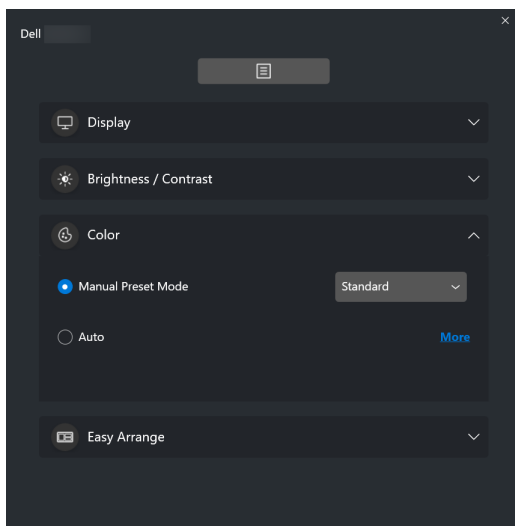 Dell
Display
Brightness / Contrast
Color
Manual Preset Mode
Standard
Auto
More
Easy Arrange